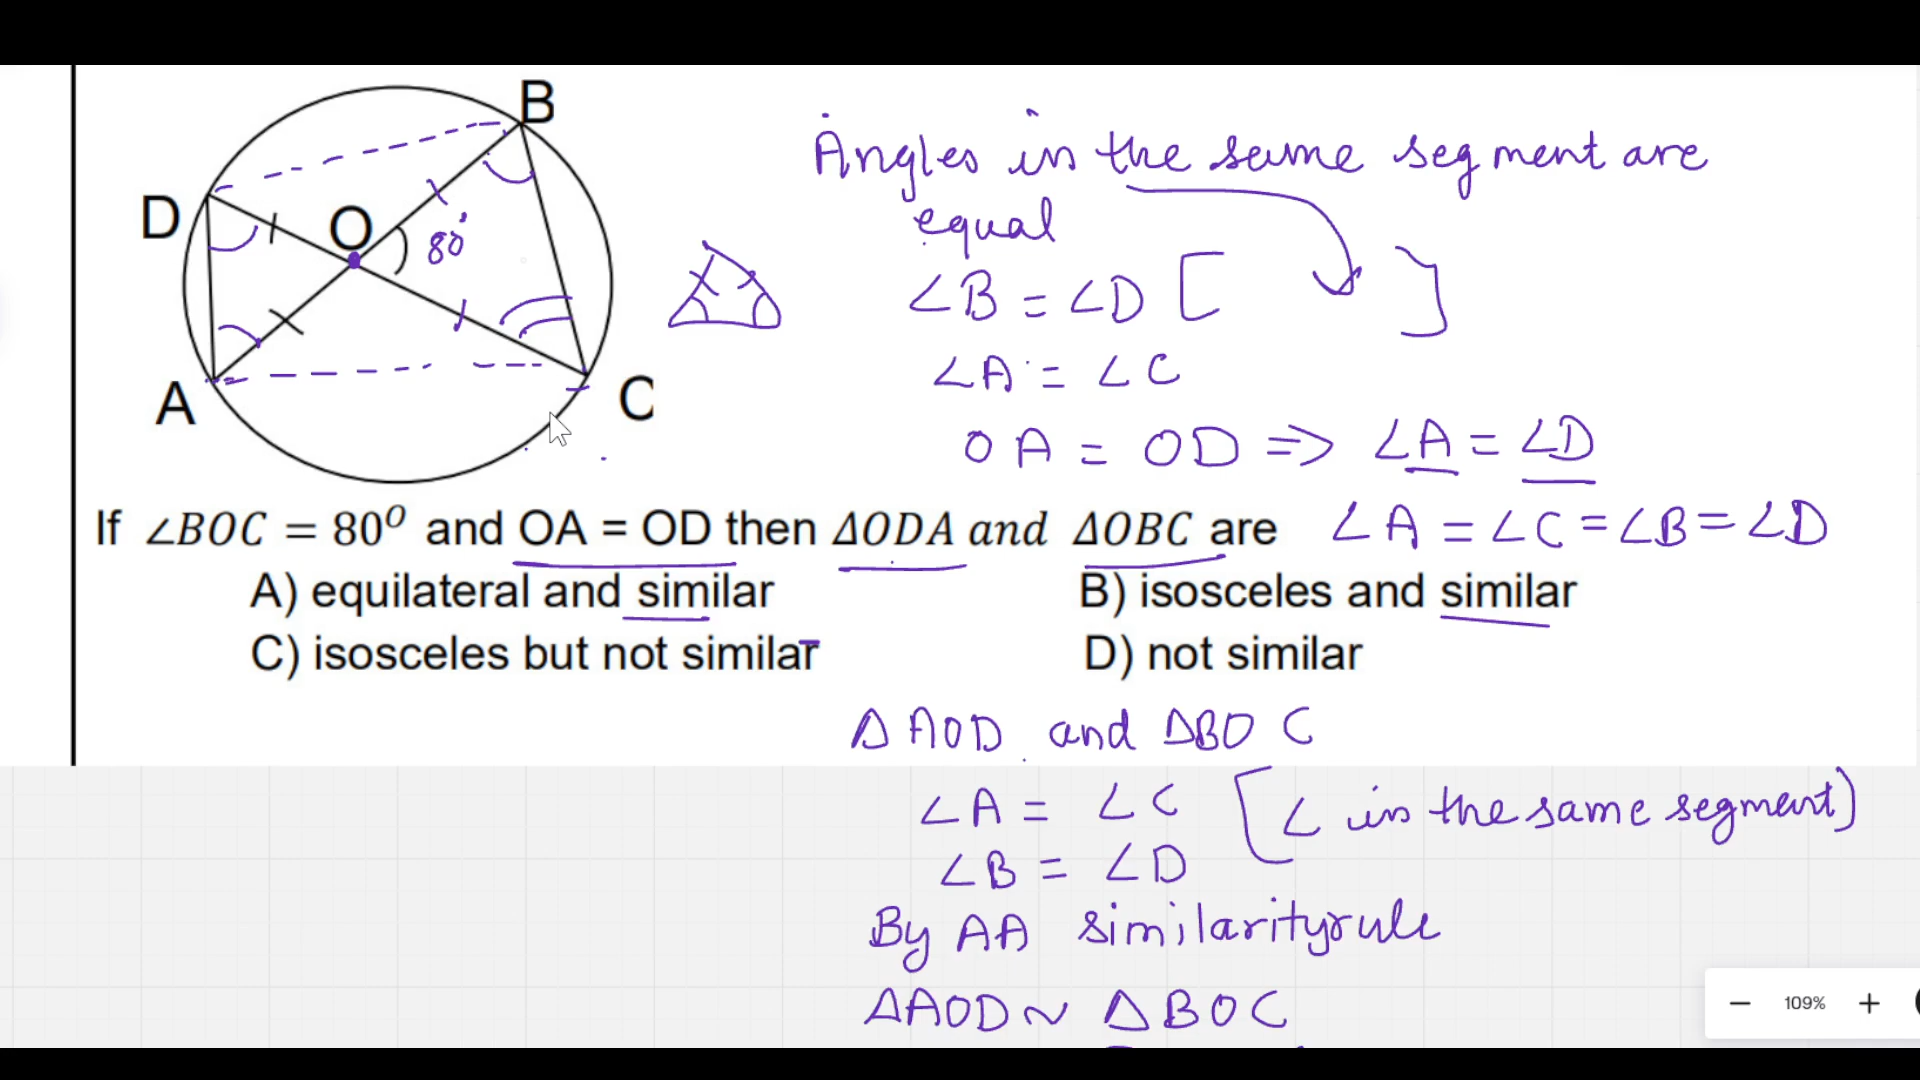 B
D
O
80°
A
C
Angles in the same segment are
equal
∠B = ∠D [ ]
∠A = ∠C
OA = OD => ∠A = ∠D
If ∠BOC = 80⁰ and OA = OD then ΔODA and ΔOBC are
∠A = ∠C = ∠B = ∠D
A) equilateral and similar
B) isosceles and similar
C) isosceles but not similar
D) not similar
Δ AOD and ΔBOC
∠A = ∠C [∠ in the same segment)
∠B = ∠D
By AA similarity rule
ΔAOD ~ ΔBOC
− 109% +